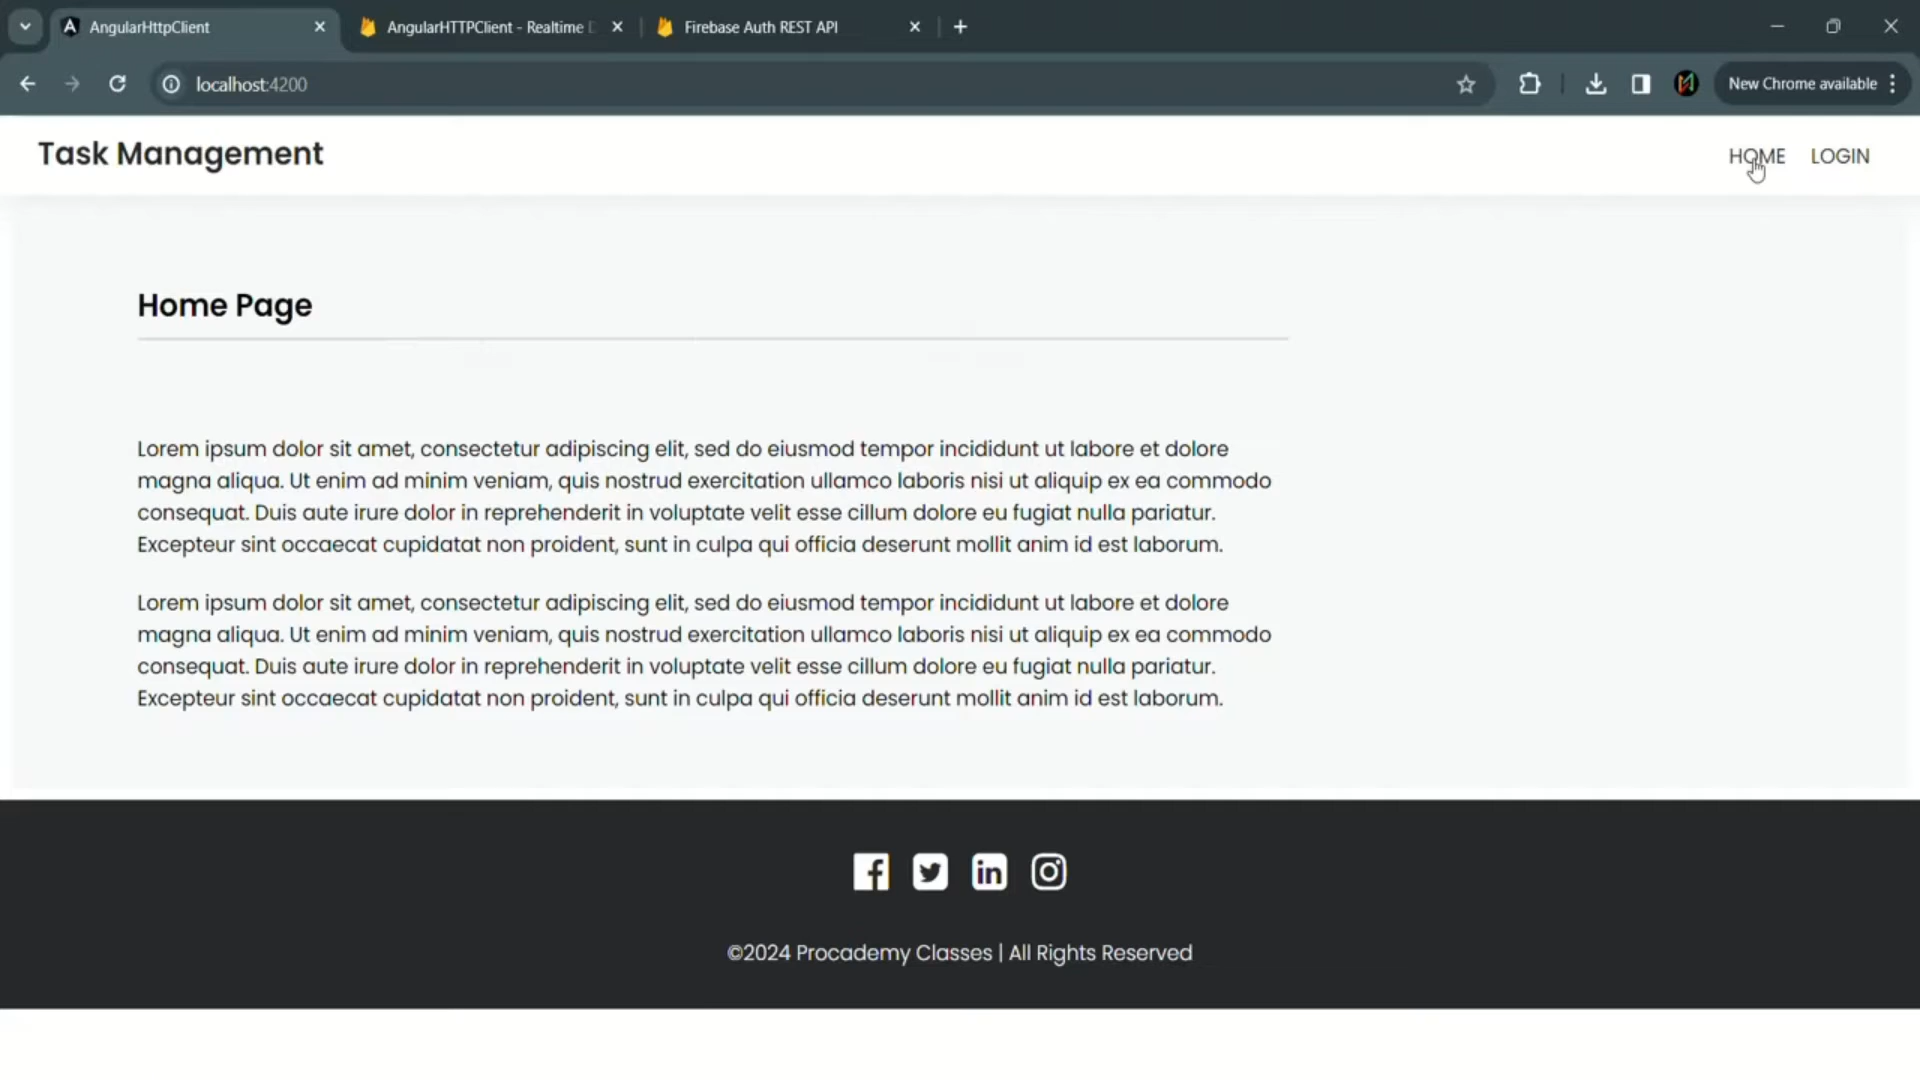 AngularHttpClient
AngularHTTPClient - Realtime
Firebase Auth REST API
localhost:4200
New Chrome available
Task Management
HOME LOGIN
Home Page
Lorem ipsum dolor sit amet, consectetur adipiscing elit, sed do eiusmod tempor incididunt ut labore et dolore
magna aliqua. Ut enim ad minim veniam, quis nostrud exercitation ullamco laboris nisi ut aliquip ex ea commodo
consequat. Duis aute irure dolor in reprehenderit in voluptate velit esse cillum dolore eu fugiat nulla pariatur.
Excepteur sint occaecat cupidatat non proident, sunt in culpa qui officia deserunt mollit anim id est laborum.
Lorem ipsum dolor sit amet, consectetur adipiscing elit, sed do eiusmod tempor incididunt ut labore et dolore
magna aliqua. Ut enim ad minim veniam, quis nostrud exercitation ullamco laboris nisi ut aliquip ex ea commodo
consequat. Duis aute irure dolor in reprehenderit in voluptate velit esse cillum dolore eu fugiat nulla pariatur.
Excepteur sint occaecat cupidatat non proident, sunt in culpa qui officia deserunt mollit anim id est laborum.
©2024 Procademy Classes | All Rights Reserved